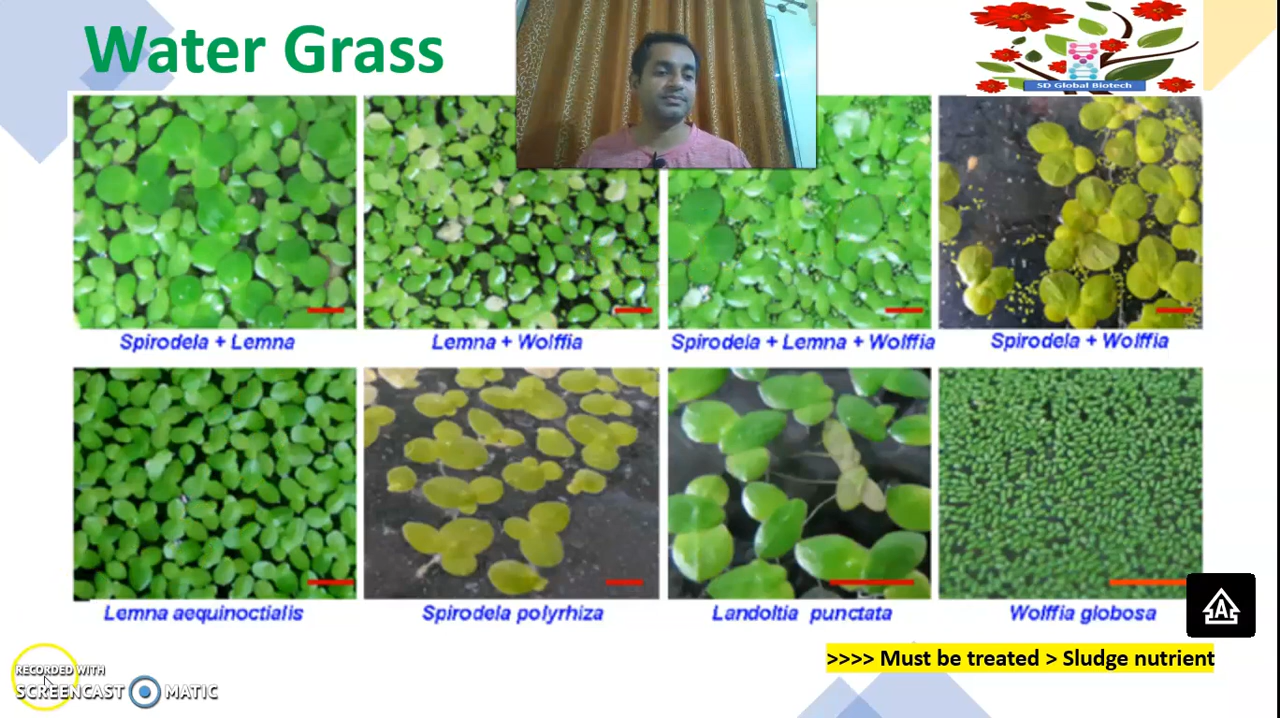 Water Grass
SD Global Biotech
Spirodela + Lemna
Lemna + Wolffia
Spirodela + Lemna + Wolffia
Spirodela + Wolffia
Lemna aequinoctialis
Spirodela polyrhiza
Landoltia punctata
Wolffia globosa
A
>>>> Must be treated > Sludge nutrient
RECORDED WITH
SCREENCAST MATIC